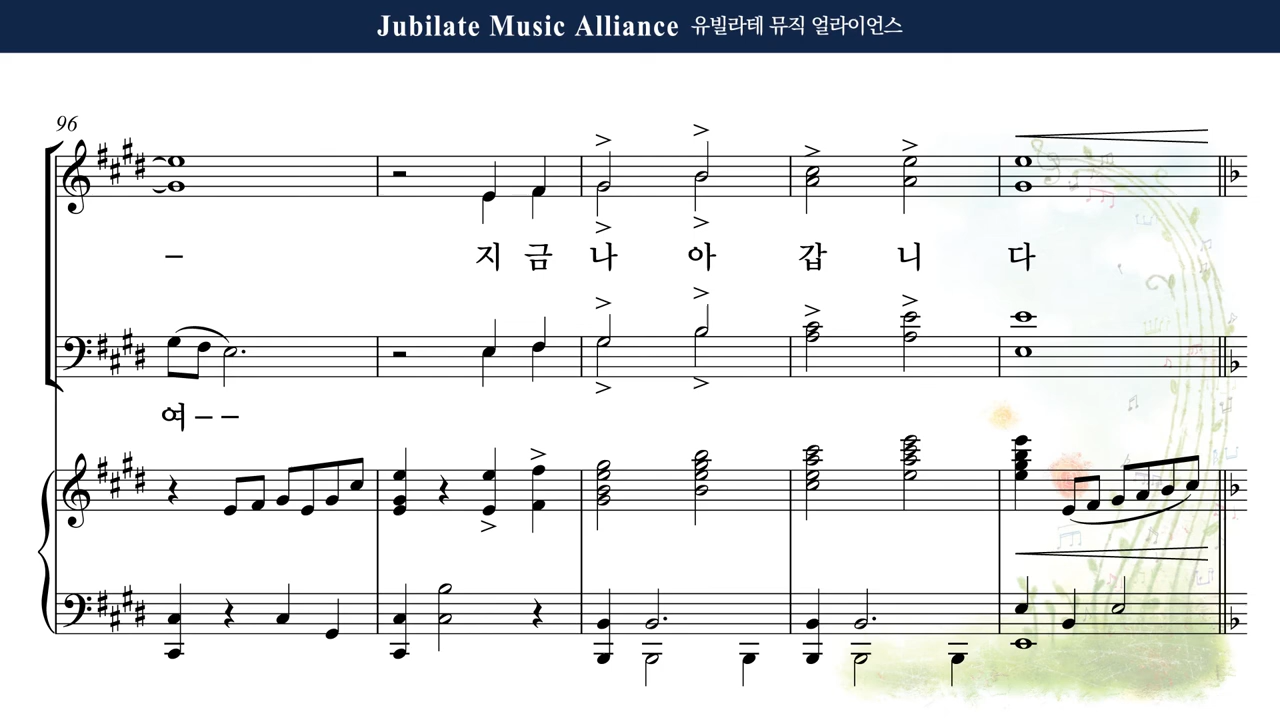 Jubilate Music Alliance 유빌라테 뮤직 얼라이언스
96
– 지금 나 아 갑 니 다
여 – –